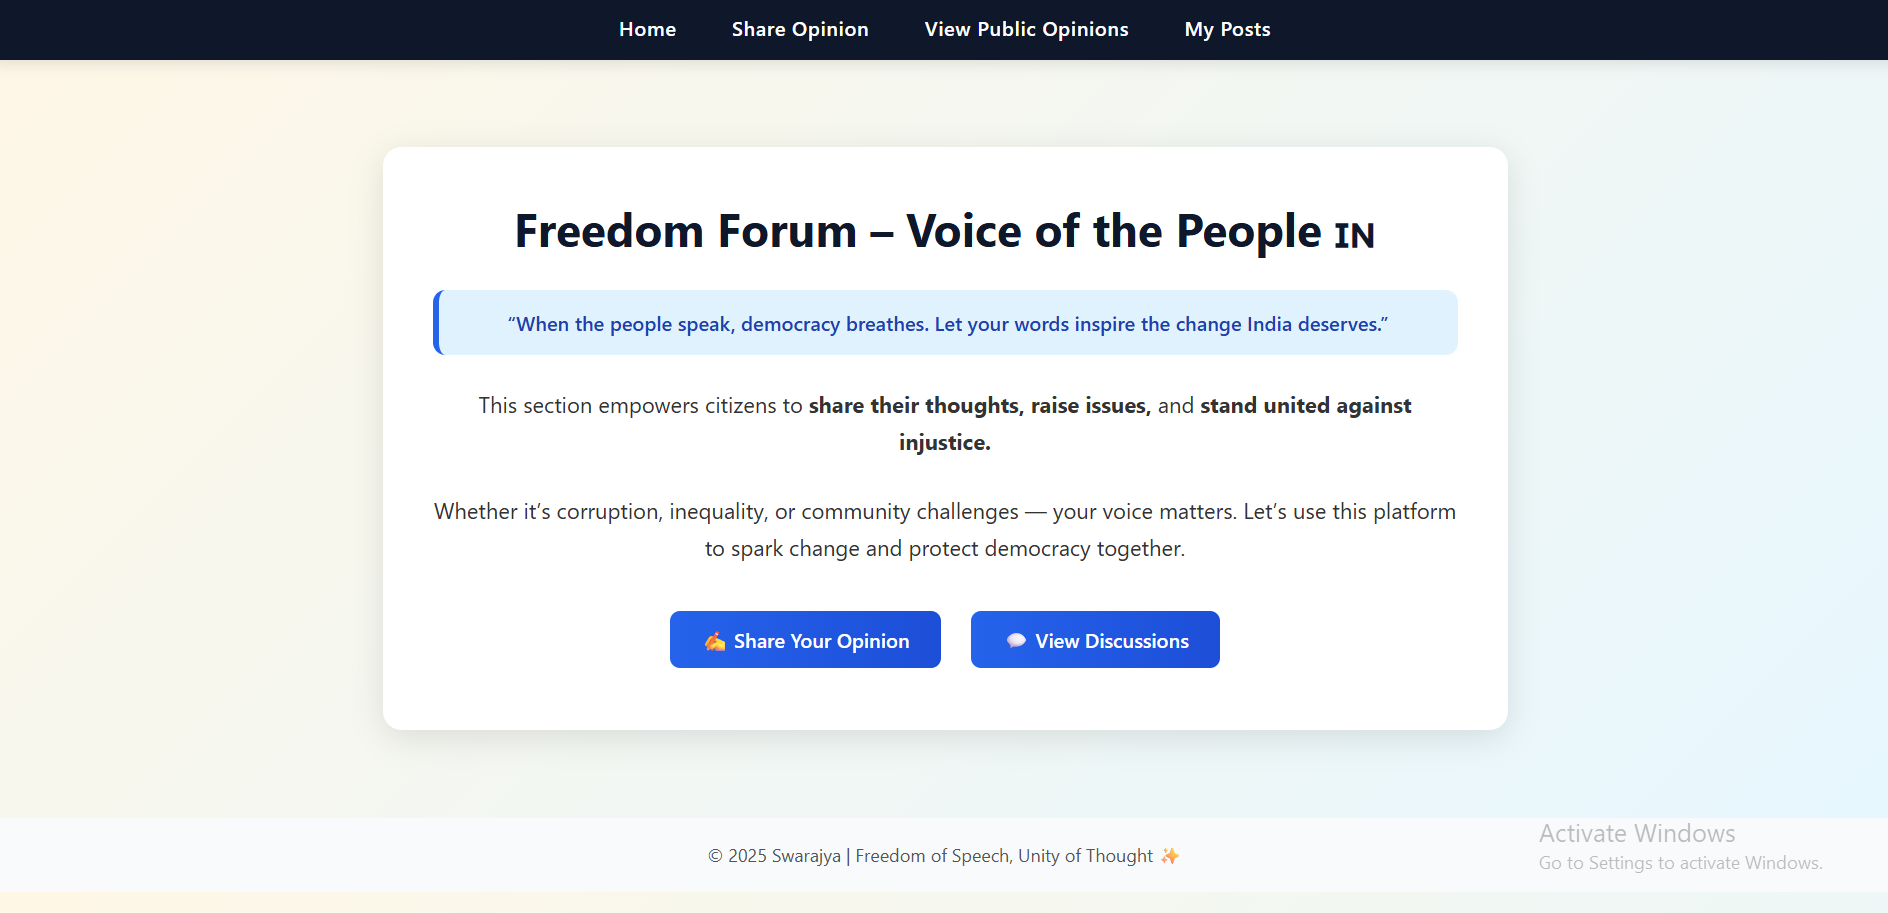 Home Share Opinion View Public Opinions My Posts
Freedom Forum – Voice of the People IN
“When the people speak, democracy breathes. Let your words inspire the change India deserves.”
This section empowers citizens to share their thoughts, raise issues, and stand united against
injustice.
Whether it’s corruption, inequality, or community challenges — your voice matters. Let’s use this platform
to spark change and protect democracy together.
✍️ Share Your Opinion 💬 View Discussions
© 2025 Swarajya | Freedom of Speech, Unity of Thought ✨
Activate Windows
Go to Settings to activate Windows.